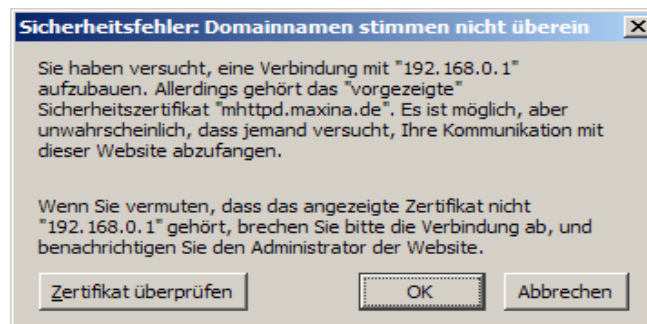 Sicherheitsfehler: Domainnamen stimmen nicht überein
Sie haben versucht, eine Verbindung mit "192.168.0.1"
aufzubauen. Allerdings gehört das "vorgezeigte"
Sicherheitszertifikat "mhttpd.maxina.de". Es ist möglich, aber
unwahrscheinlich, dass jemand versucht, Ihre Kommunikation mit
dieser Website abzufangen.
Wenn Sie vermuten, dass das angezeigte Zertifikat nicht
"192.168.0.1" gehört, brechen Sie bitte die Verbindung ab, und
benachrichtigen Sie den Administrator der Website.
Zertifikat überprüfen OK Abbrechen